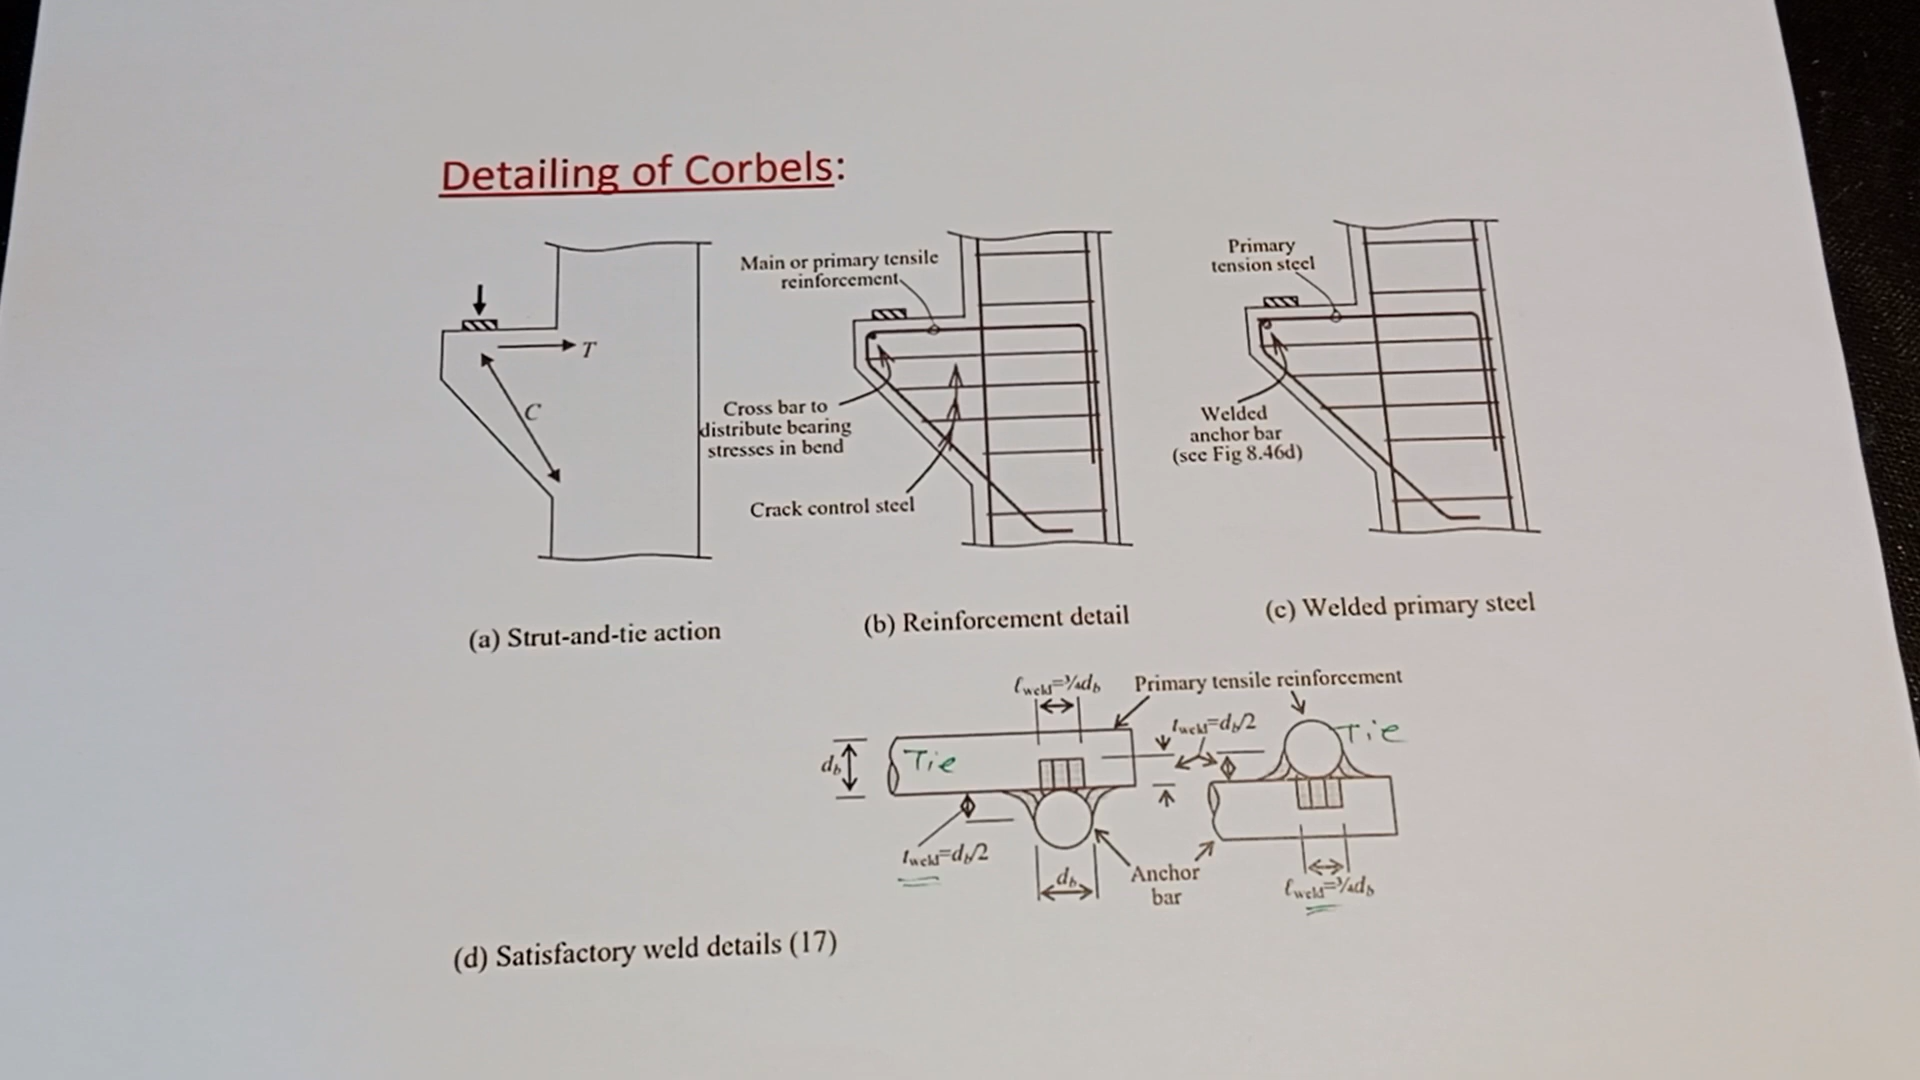 Detailing of Corbels:
T
C
Main or primary tensile
reinforcement
Cross bar to
distribute bearing
stresses in bend
Crack control steel
Primary
tension steel
Welded
anchor bar
(see Fig 8.46d)
(a) Strut-and-tie action
(b) Reinforcement detail
(c) Welded primary steel
ℓweld=¾db
Primary tensile reinforcement
tweld=db/2
Tie
db
Tie
tweld=db/2
db
Anchor
bar
ℓweld=¾db
(d) Satisfactory weld details (17)